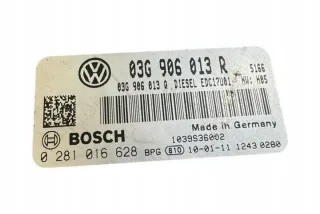 03G 906 013 R 5166
03G 906 013 Q DIESEL EDC17U01 HW: H05
Made in Germany
BOSCH 1039S36002
0 281 016 628 BPG 810 10-01-11 1243 0280